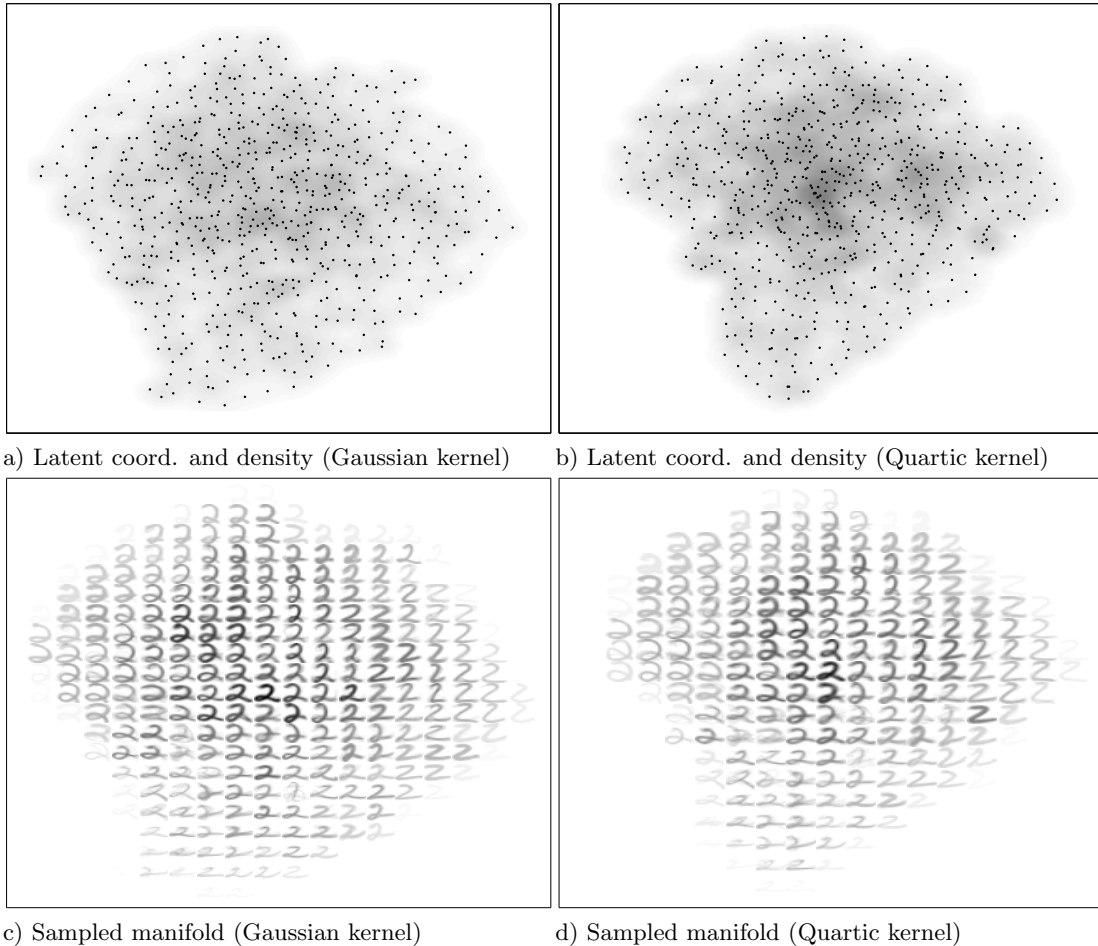 a) Latent coord. and density (Gaussian kernel)
b) Latent coord. and density (Quartic kernel)
c) Sampled manifold (Gaussian kernel)
d) Sampled manifold (Quartic kernel)